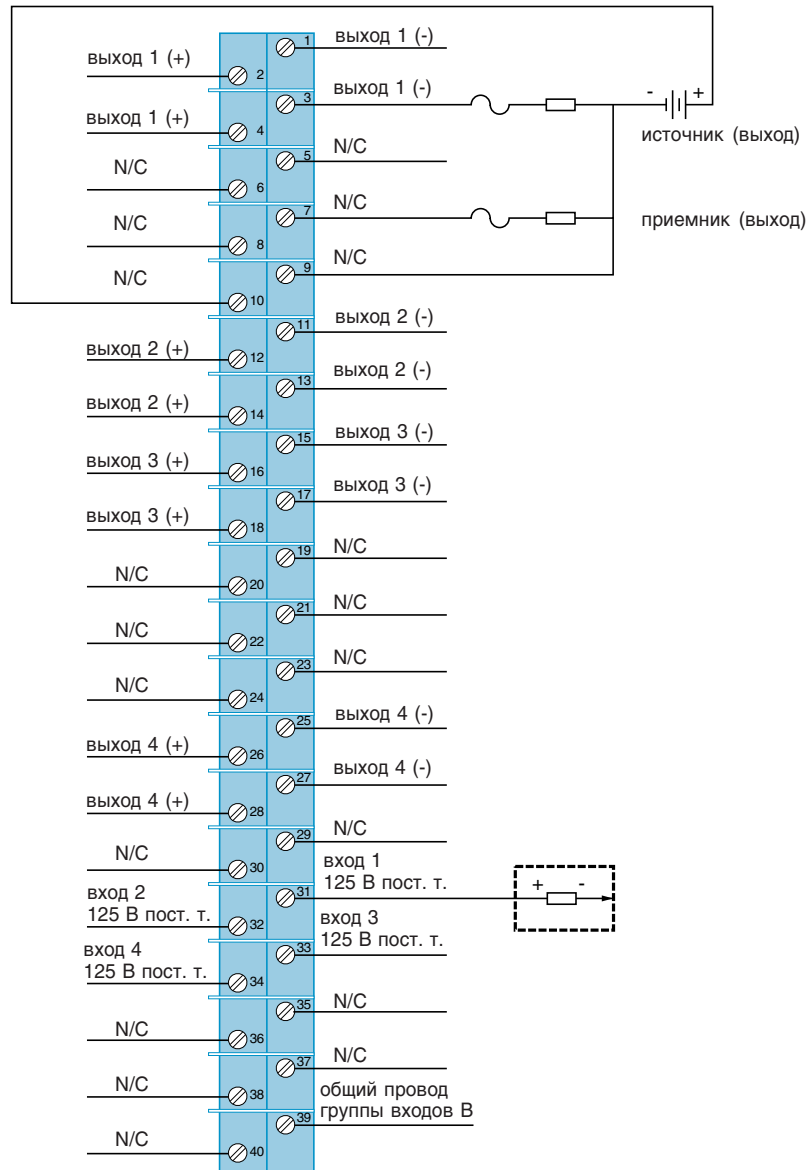 выход 1 (-)
1
выход 1 (+)
2
выход 1 (-)
3
- +
источник (выход)
выход 1 (+)
4
N/C
5
N/C
6
N/C
7
приемник (выход)
N/C
8
N/C
9
N/C
10
выход 2 (-)
11
выход 2 (+)
12
выход 2 (-)
13
выход 2 (+)
14
выход 3 (-)
15
выход 3 (+)
16
выход 3 (-)
17
выход 3 (+)
18
N/C
19
N/C
20
N/C
21
N/C
22
N/C
23
N/C
24
выход 4 (-)
25
выход 4 (+)
26
выход 4 (-)
27
выход 4 (+)
28
N/C
29
N/C
30
вход 1
125 В пост. т.
31
+ -
вход 2
125 В пост. т.
32
вход 3
125 В пост. т.
33
вход 4
125 В пост. т.
34
N/C
35
N/C
36
N/C
37
N/C
38
общий провод
группы входов В
39
N/C
40